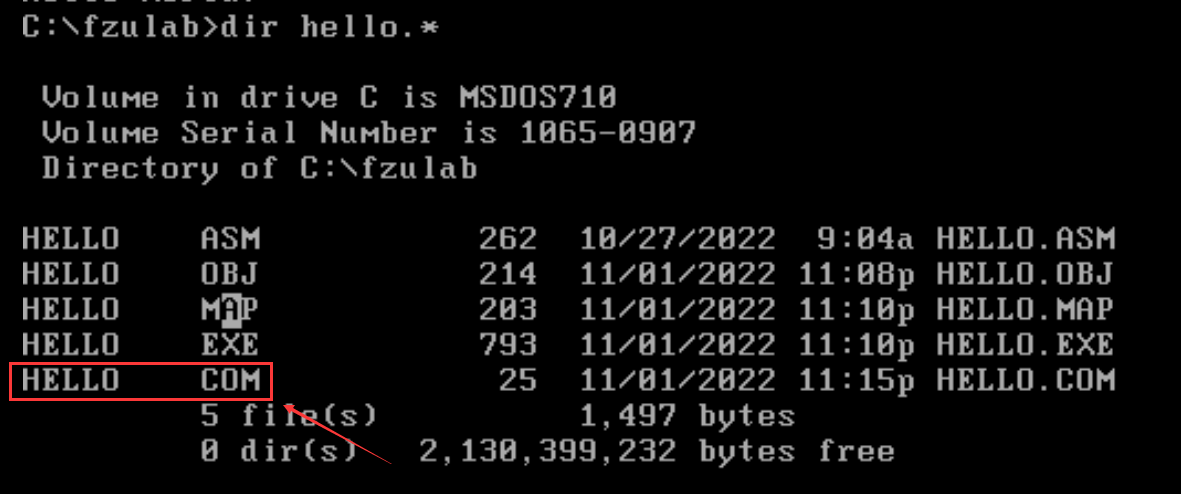 C:\fzulab>dir hello.*
Volume in drive C is MSDOS710
Volume Serial Number is 1065-0907
Directory of C:\fzulab
HELLO ASM 262 10/27/2022 9:04a HELLO.ASM
HELLO OBJ 214 11/01/2022 11:08p HELLO.OBJ
HELLO MAP 203 11/01/2022 11:10p HELLO.MAP
HELLO EXE 793 11/01/2022 11:10p HELLO.EXE
HELLO COM 25 11/01/2022 11:15p HELLO.COM
5 file(s) 1,497 bytes
0 dir(s) 2,130,399,232 bytes free